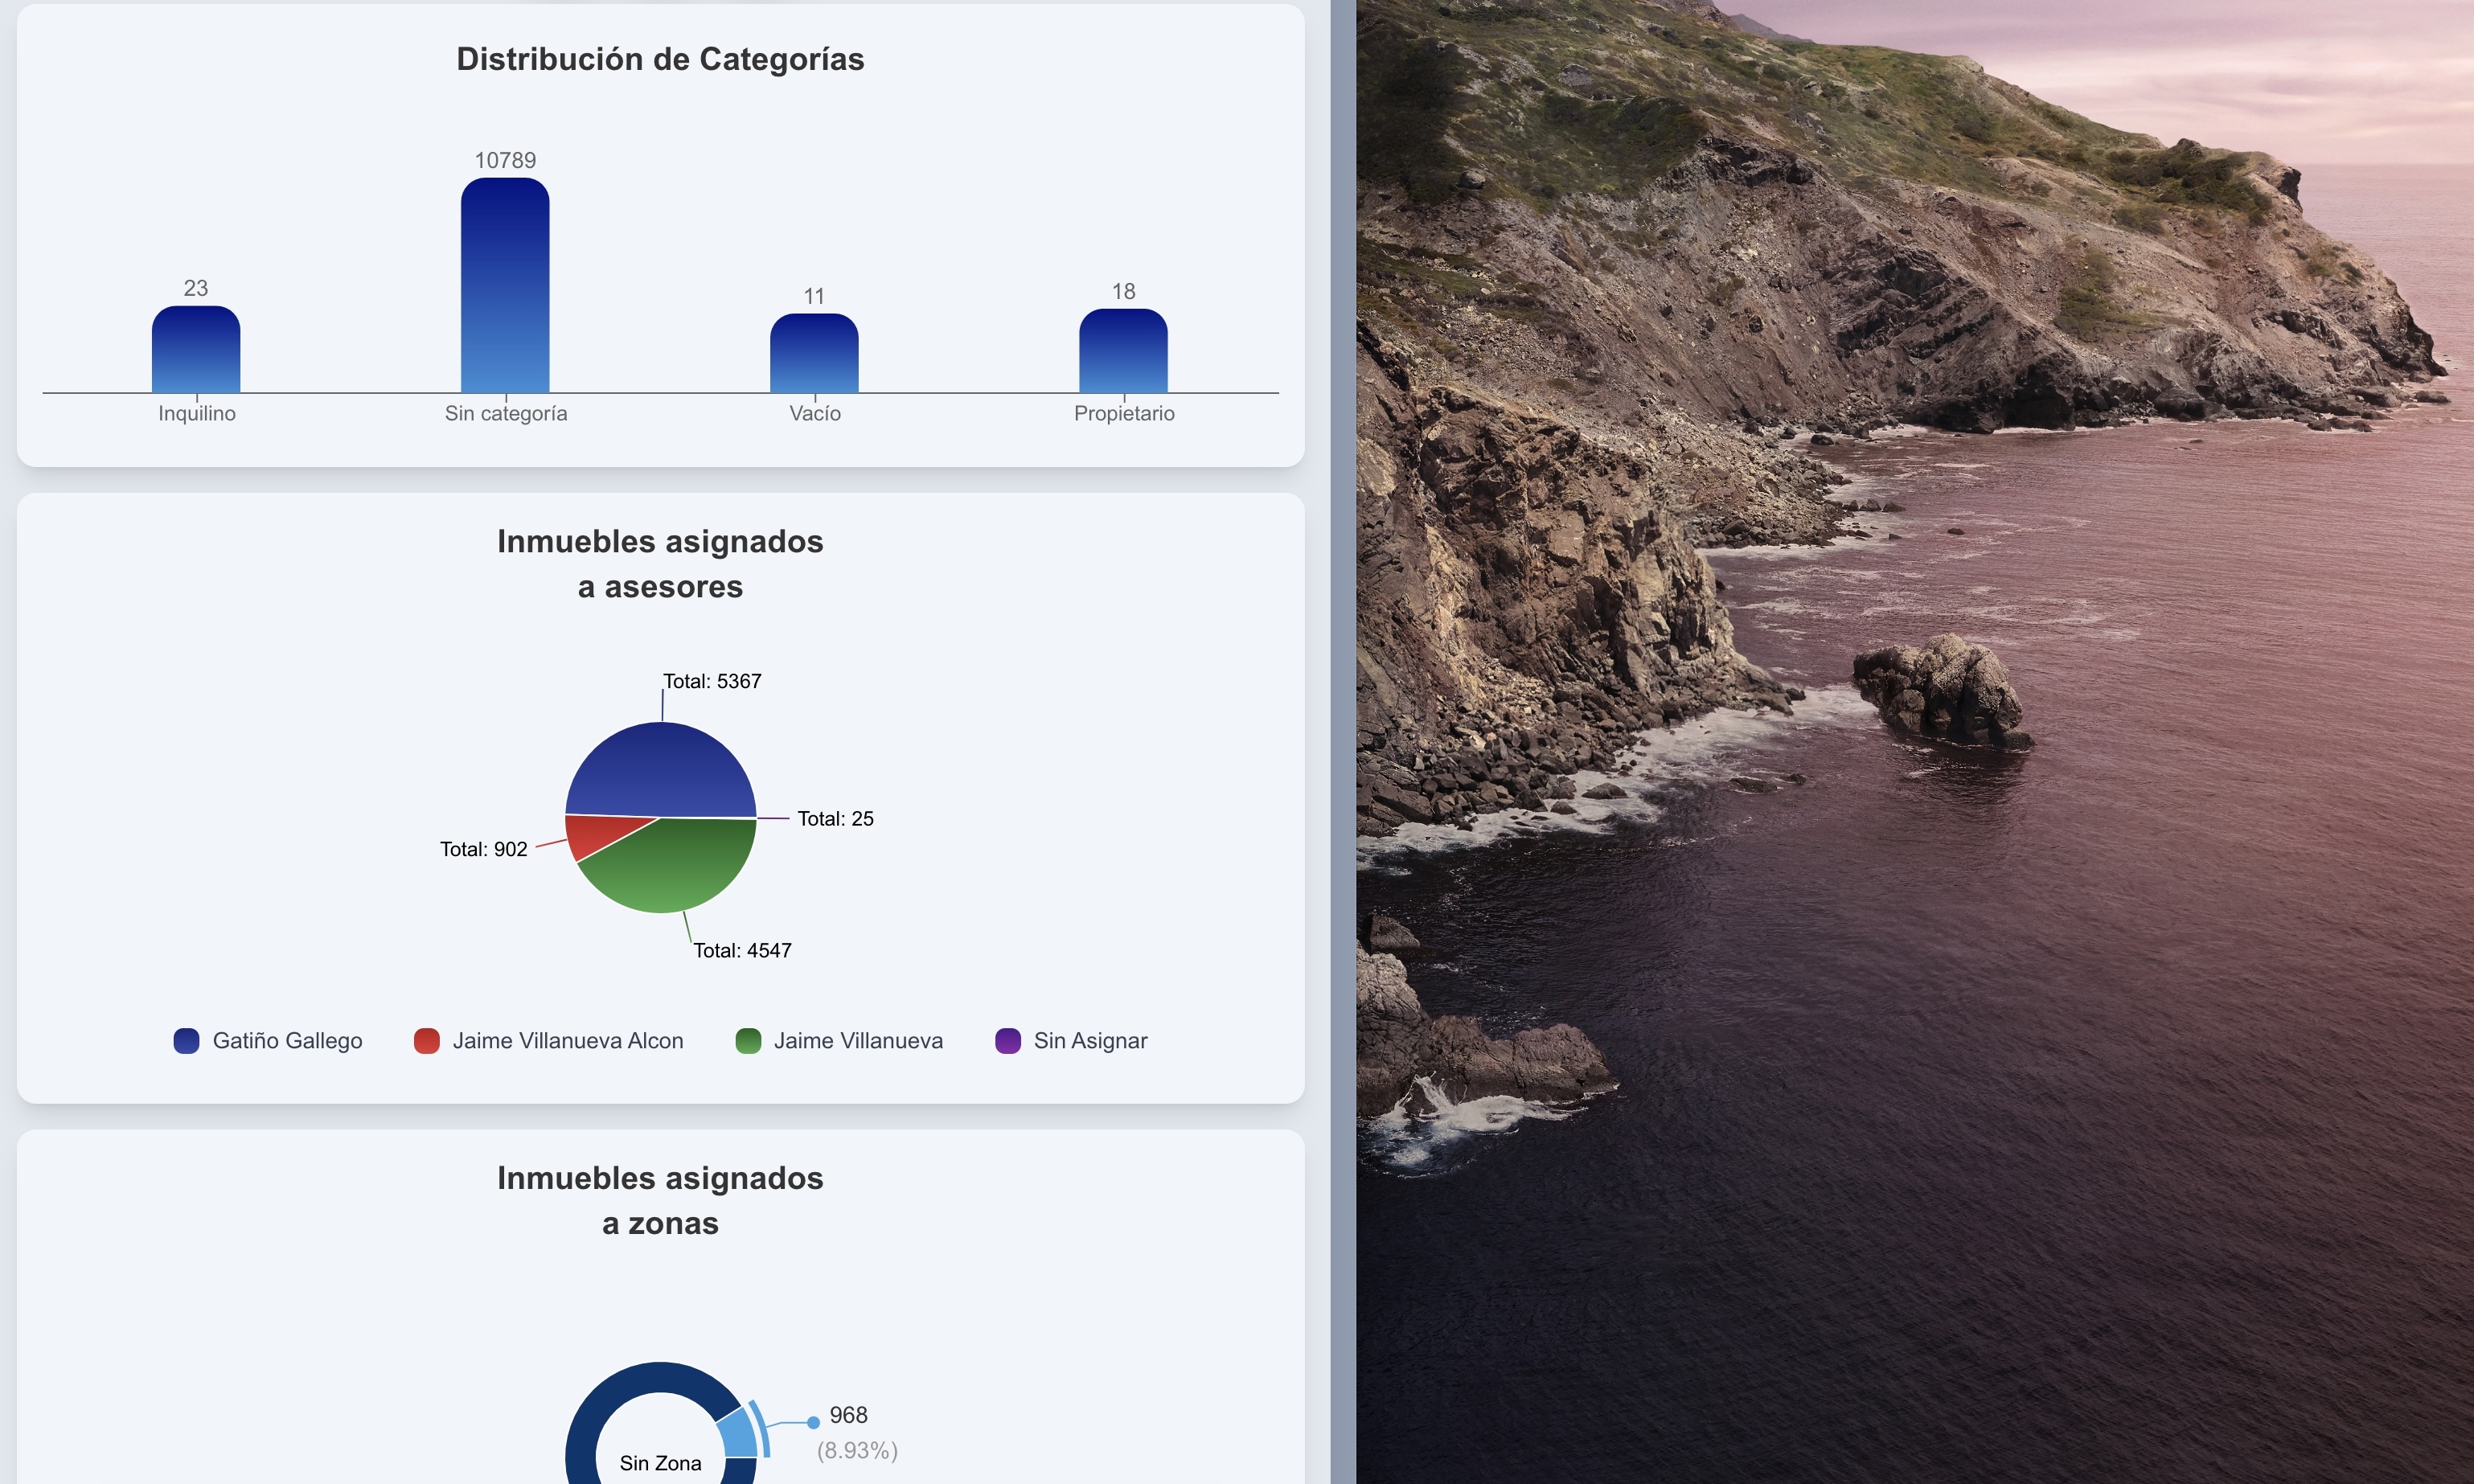 Distribución de Categorías
10789
23
11
18
Inquilino
Sin categoría
Vacío
Propietario
Inmuebles asignados
a asesores
Total: 5367
Total: 25
Total: 902
Total: 4547
Gatiño Gallego
Jaime Villanueva Alcon
Jaime Villanueva
Sin Asignar
Inmuebles asignados
a zonas
968
(8.93%)
Sin Zona